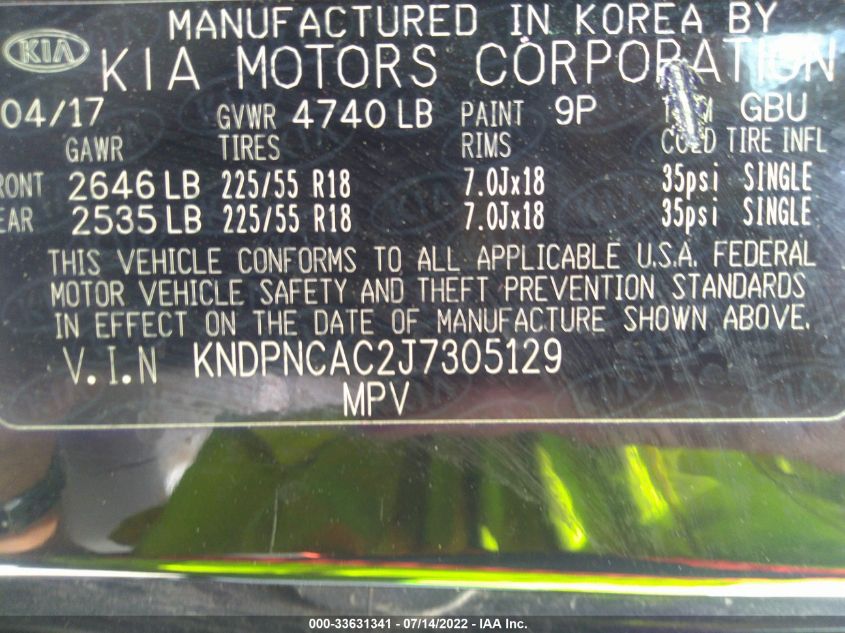 MANUFACTURED IN KOREA BY
KIA KIA MOTORS CORPORATION
04/17 GVWR 4740 LB PAINT 9P GBU
GAWR TIRES RIMS COLD TIRE INFL
RONT 2646 LB 225/55 R18 7.0Jx18 35psi SINGLE
EAR 2535 LB 225/55 R18 7.0Jx18 35psi SINGLE
THIS VEHICLE CONFORMS TO ALL APPLICABLE U.S.A. FEDERAL
MOTOR VEHICLE SAFETY AND THEFT PREVENTION STANDARDS
IN EFFECT ON THE DATE OF MANUFACTURE SHOWN ABOVE.
V.I.N KNDPNCAC2J7305129
MPV
000-33631341 - 07/14/2022 - IAA Inc.